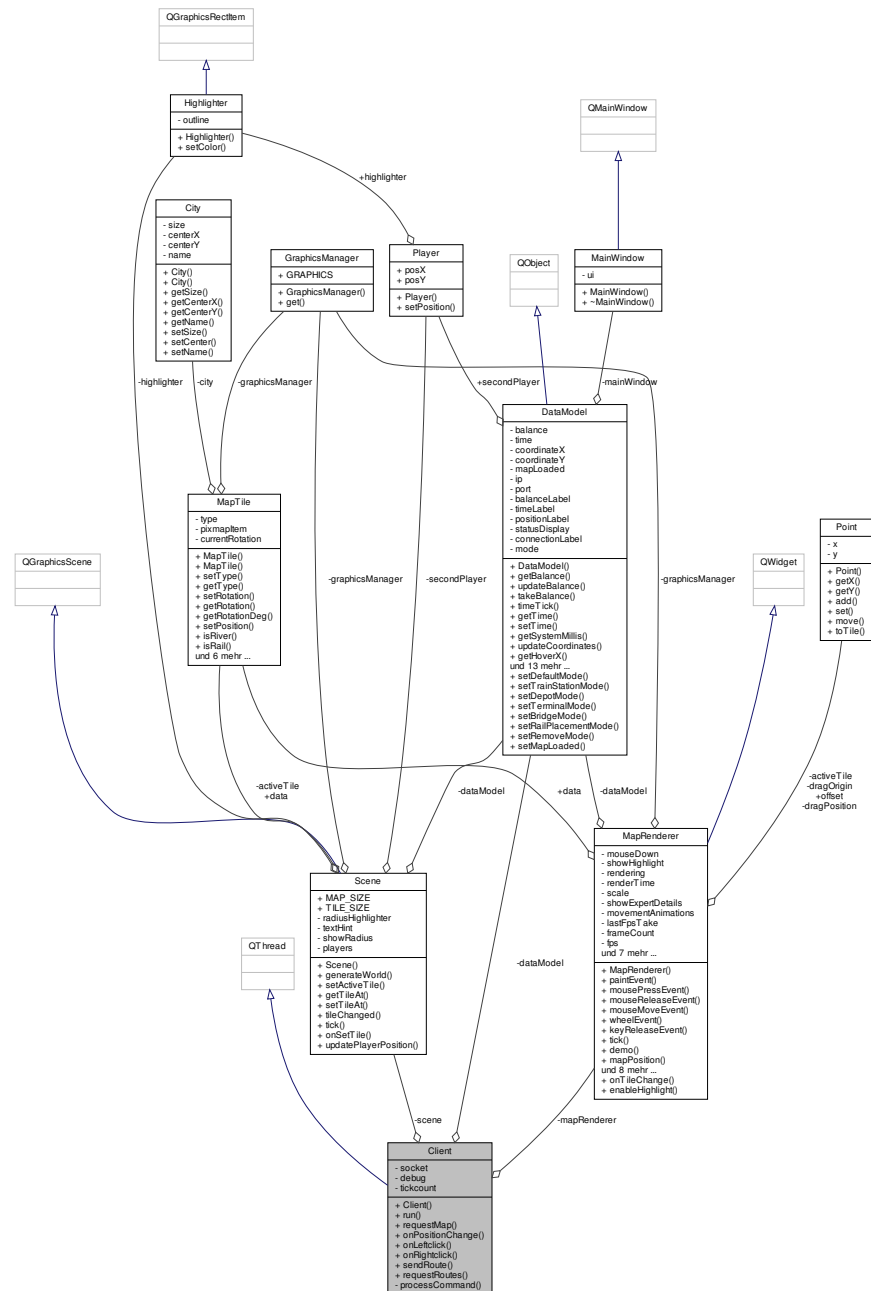 QGraphicsRectItem
Highlighter
- outline
+ Highlighter()
+ setColor()
QMainWindow
+highlighter
City
- size
- centerX
- centerY
- name
+ City()
+ City()
+ getSize()
+ getCenterX()
+ getCenterY()
+ getName()
+ setSize()
+ setCenter()
+ setName()
GraphicsManager
+ GRAPHICS
+ GraphicsManager()
+ get()
Player
+ posX
+ posY
+ Player()
+ setPosition()
QObject
MainWindow
- ui
+ MainWindow()
+ ~MainWindow()
-highlighter
-city
-graphicsManager
+secondPlayer
-mainWindow
DataModel
- balance
- time
- coordinateX
- coordinateY
- mapLoaded
- ip
- port
- balanceLabel
- timeLabel
- positionLabel
- statusDisplay
- connectionLabel
- mode
+ DataModel()
+ getBalance()
+ updateBalance()
+ takeBalance()
+ timeTick()
+ getTime()
+ setTime()
+ getSystemMillis()
+ updateCoordinates()
+ getHoverX()
und 13 mehr ...
+ setDefaultMode()
+ setTrainStationMode()
+ setDepotMode()
+ setTerminalMode()
+ setBridgeMode()
+ setRailPlacementMode()
+ setRemoveMode()
+ setMapLoaded()
MapTile
- type
- pixmapItem
- currentRotation
+ MapTile()
+ MapTile()
+ setType()
+ getType()
+ setRotation()
+ getRotation()
+ getRotationDeg()
+ setPosition()
+ isRiver()
+ isRail()
und 6 mehr ...
Point
- x
- y
+ Point()
+ getX()
+ getY()
+ add()
+ set()
+ move()
+ toTile()
QGraphicsScene
-graphicsManager
-secondPlayer
-graphicsManager
QWidget
-activeTile
+data
-dataModel
+data
-dataModel
-activeTile
-dragOrigin
+offset
-dragPosition
MapRenderer
- mouseDown
- showHighlight
- rendering
- renderTime
- scale
- showExpertDetails
- movementAnimations
- lastFpsTake
- frameCount
- fps
und 7 mehr ...
+ MapRenderer()
+ paintEvent()
+ mousePressEvent()
+ mouseReleaseEvent()
+ mouseMoveEvent()
+ wheelEvent()
+ keyReleaseEvent()
+ tick()
+ demo()
+ mapPosition()
und 8 mehr ...
+ onTileChange()
+ enableHighlight()
Scene
+ MAP_SIZE
+ TILE_SIZE
- radiusHighlighter
- textHint
- showRadius
- players
+ Scene()
+ generateWorld()
+ setActiveTile()
+ getTileAt()
+ setTileAt()
+ tileChanged()
+ tick()
+ onSetTile()
+ updatePlayerPosition()
QThread
-dataModel
-scene
-mapRenderer
Client
- socket
- debug
- tickcount
+ Client()
+ run()
+ requestMap()
+ onPositionChange()
+ onLeftclick()
+ onRightclick()
+ sendRoute()
+ requestRoutes()
- processCommand()